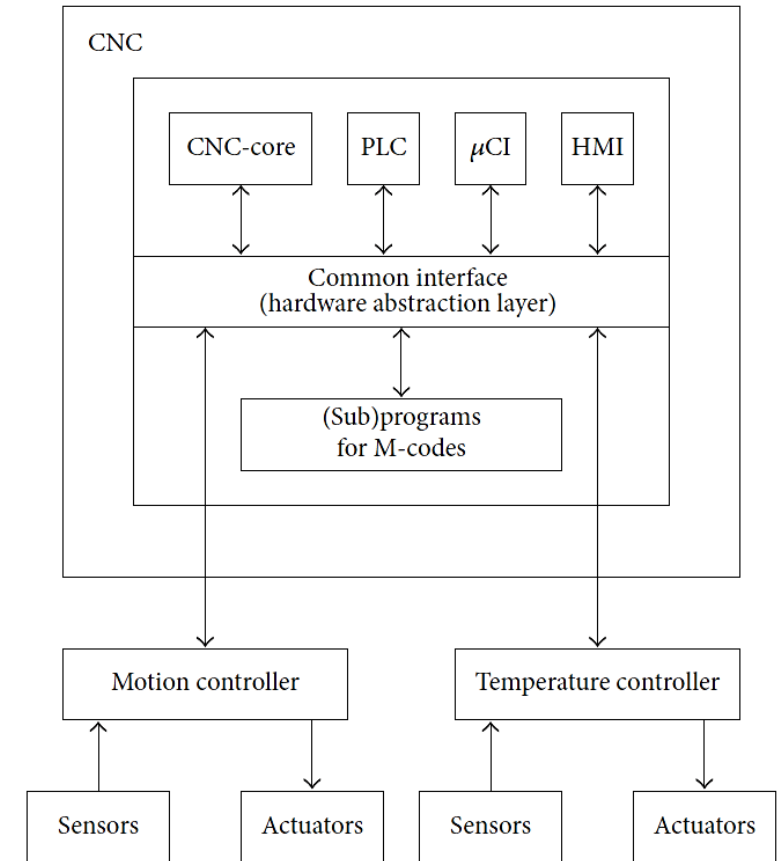 CNC
CNC-core
PLC
μCI
HMI
Common interface
(hardware abstraction layer)
(Sub)programs
for M-codes
Motion controller
Temperature controller
Sensors
Actuators
Sensors
Actuators